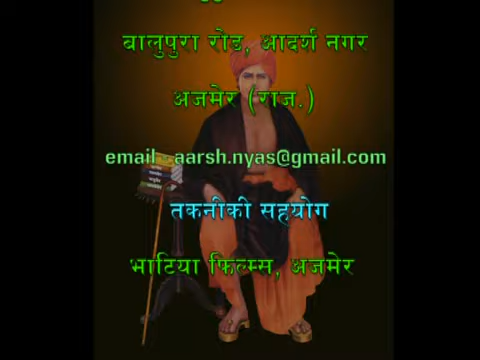 बालुपुरा रोड, आदर्श नगर
अजमेर (राज.)
email - aarsh.nyas@gmail.com
तकनीकी सहयोग
भाटिया फिल्म्स, अजमेर